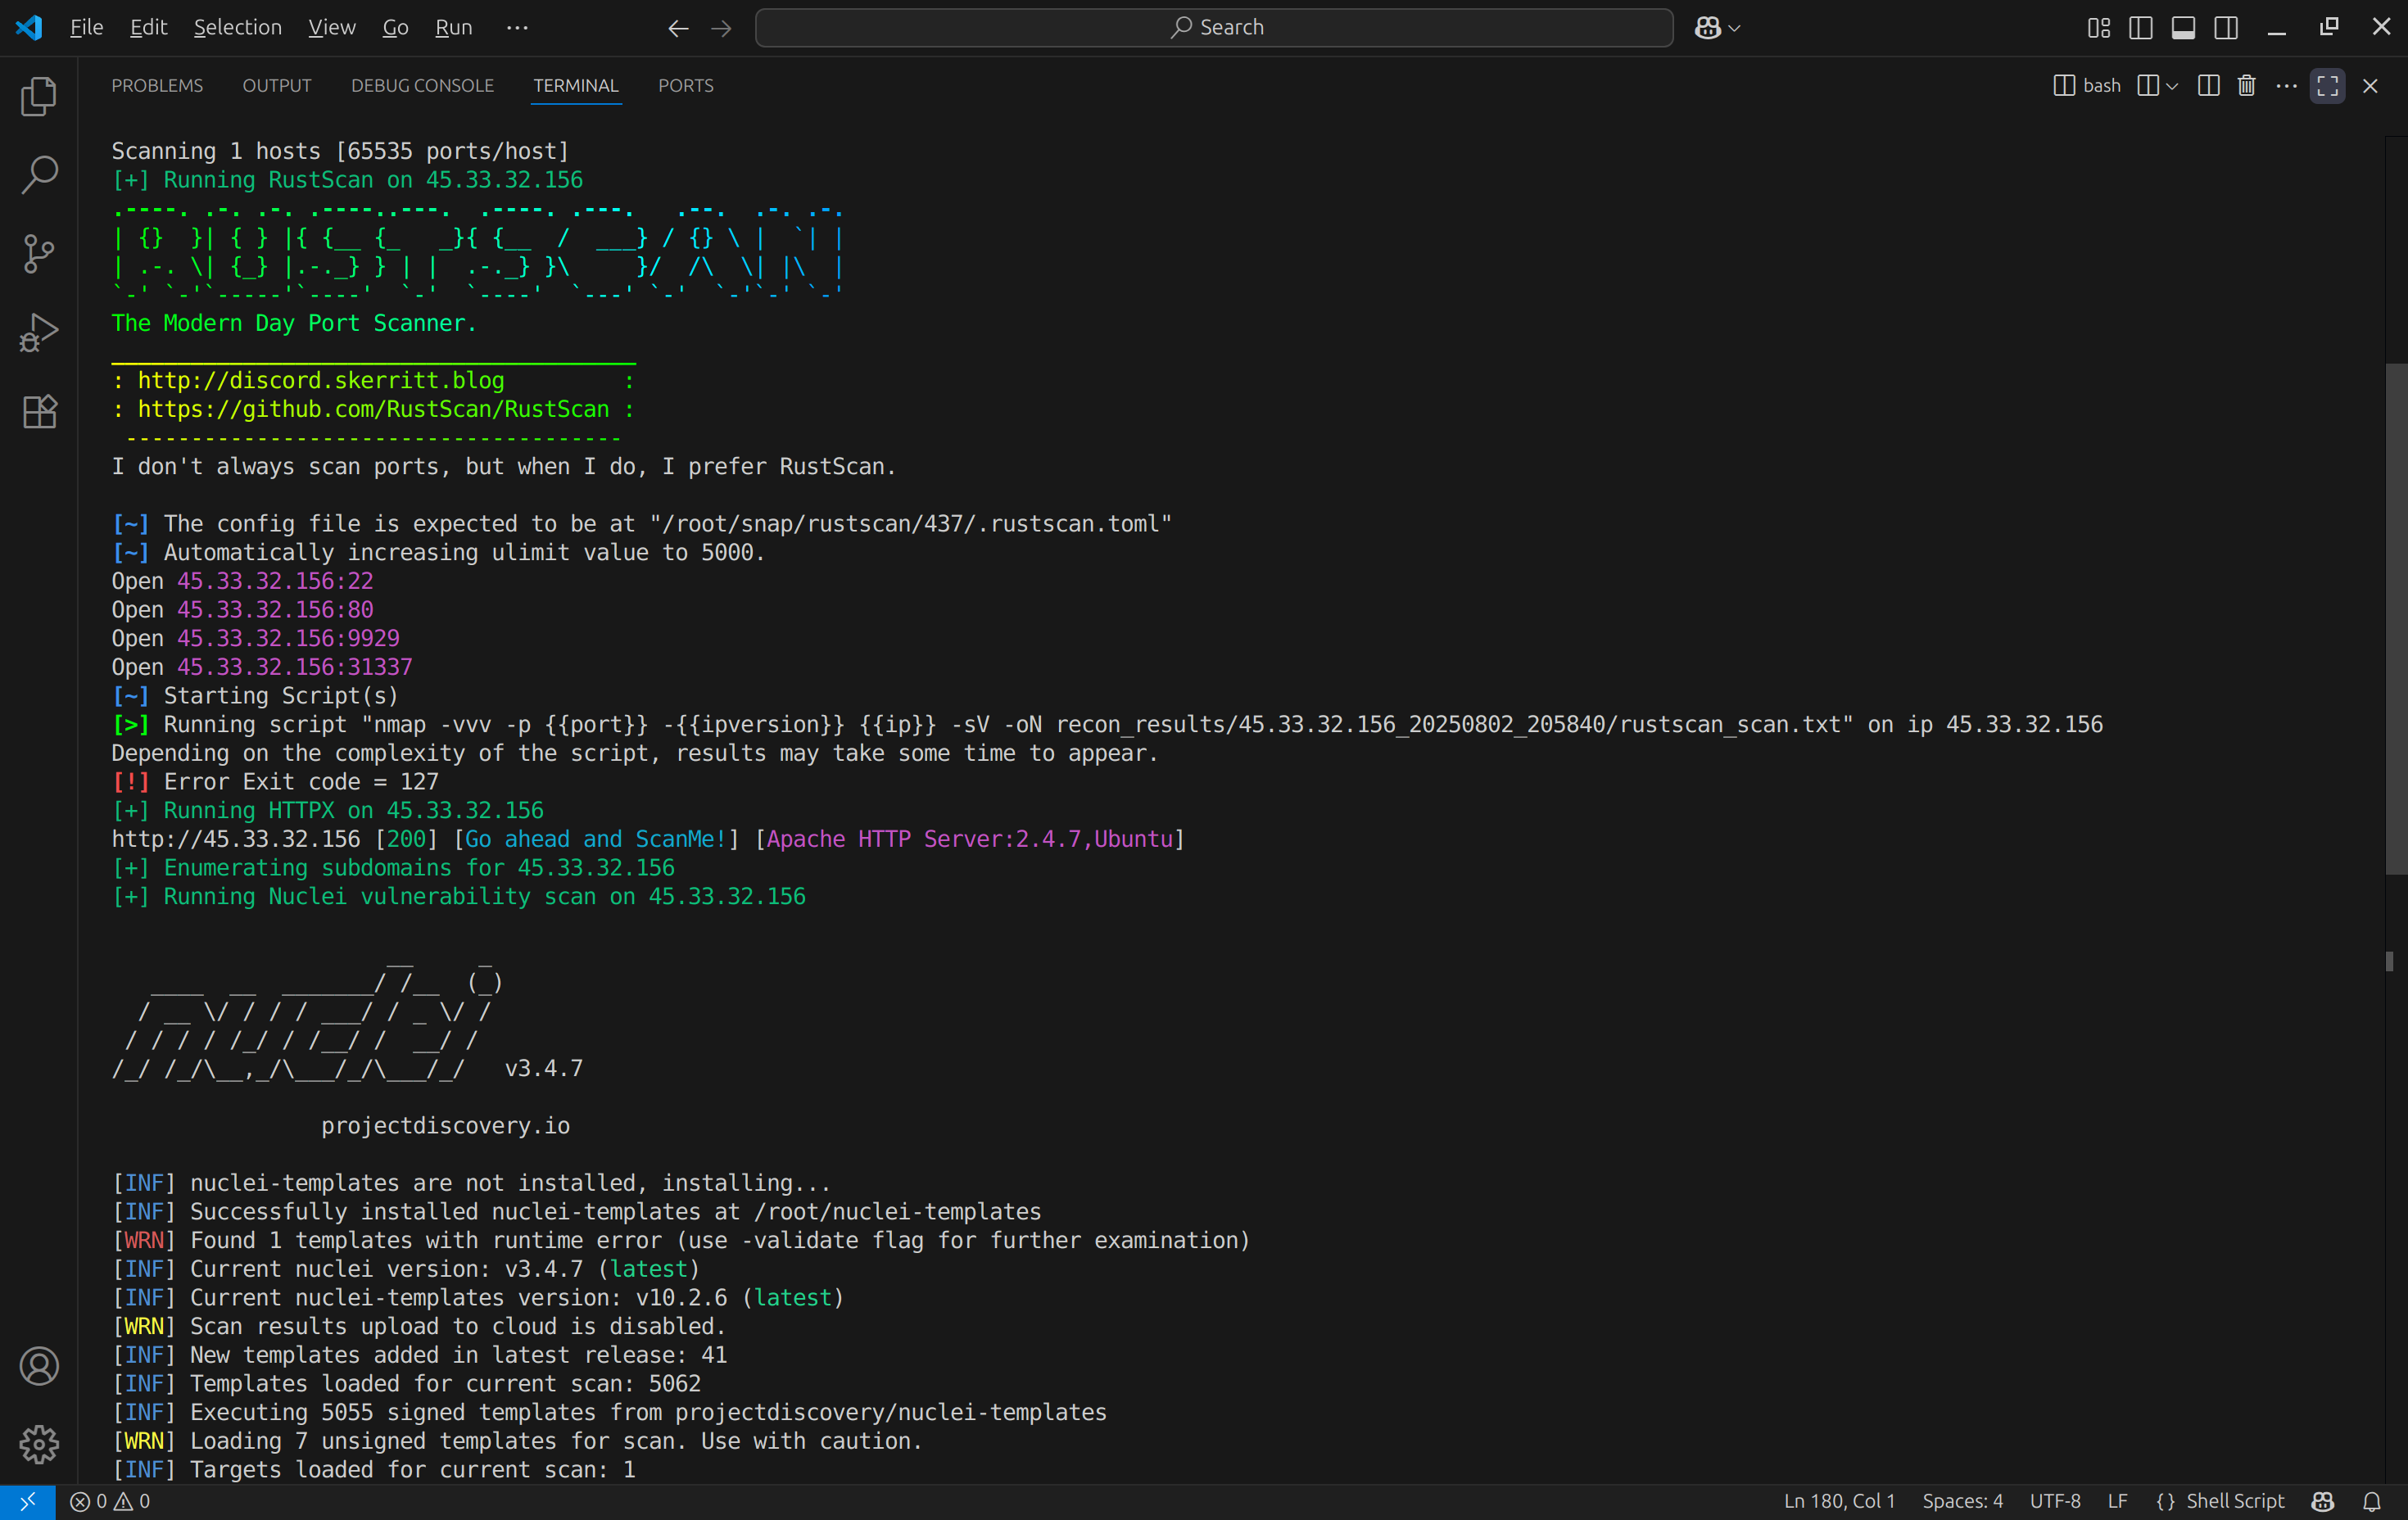 File Edit Selection View Go Run ··· Search
PROBLEMS OUTPUT DEBUG CONSOLE TERMINAL PORTS bash
Scanning 1 hosts [65535 ports/host]
[+] Running RustScan on 45.33.32.156
.----. .-. .-. .----..---.  .----. .---.   .--.  .-. .-.
| {}  }| { } |{ {__ {_   _}{ {__  /  ___} / {} \ |  `| |
| .-. \| {_} |.-._} } | |  .-._} }\     }/  /\  \| |\  |
`-' `-'`-----'`----'  `-'  `----'  `---' `-'  `-'`-' `-'
The Modern Day Port Scanner.
________________________________________
: http://discord.skerritt.blog         :
: https://github.com/RustScan/RustScan :
 --------------------------------------
I don't always scan ports, but when I do, I prefer RustScan.
[~] The config file is expected to be at "/root/snap/rustscan/437/.rustscan.toml"
[~] Automatically increasing ulimit value to 5000.
Open 45.33.32.156:22
Open 45.33.32.156:80
Open 45.33.32.156:9929
Open 45.33.32.156:31337
[~] Starting Script(s)
[>] Running script "nmap -vvv -p {{port}} -{{ipversion}} {{ip}} -sV -oN recon_results/45.33.32.156_20250802_205840/rustscan_scan.txt" on ip 45.33.32.156
Depending on the complexity of the script, results may take some time to appear.
[!] Error Exit code = 127
[+] Running HTTPX on 45.33.32.156
http://45.33.32.156 [200] [Go ahead and ScanMe!] [Apache HTTP Server:2.4.7,Ubuntu]
[+] Enumerating subdomains for 45.33.32.156
[+] Running Nuclei vulnerability scan on 45.33.32.156
                     __     _
   ____  __  _______/ /__  (_)
  / __ \/ / / / ___/ / _ \/ /
 / / / / /_/ / /__/ /  __/ /
/_/ /_/\__,_/\___/_/\___/_/   v3.4.7
projectdiscovery.io
[INF] nuclei-templates are not installed, installing...
[INF] Successfully installed nuclei-templates at /root/nuclei-templates
[WRN] Found 1 templates with runtime error (use -validate flag for further examination)
[INF] Current nuclei version: v3.4.7 (latest)
[INF] Current nuclei-templates version: v10.2.6 (latest)
[WRN] Scan results upload to cloud is disabled.
[INF] New templates added in latest release: 41
[INF] Templates loaded for current scan: 5062
[INF] Executing 5055 signed templates from projectdiscovery/nuclei-templates
[WRN] Loading 7 unsigned templates for scan. Use with caution.
[INF] Targets loaded for current scan: 1
0 0 Ln 180, Col 1 Spaces: 4 UTF-8 LF {} Shell Script